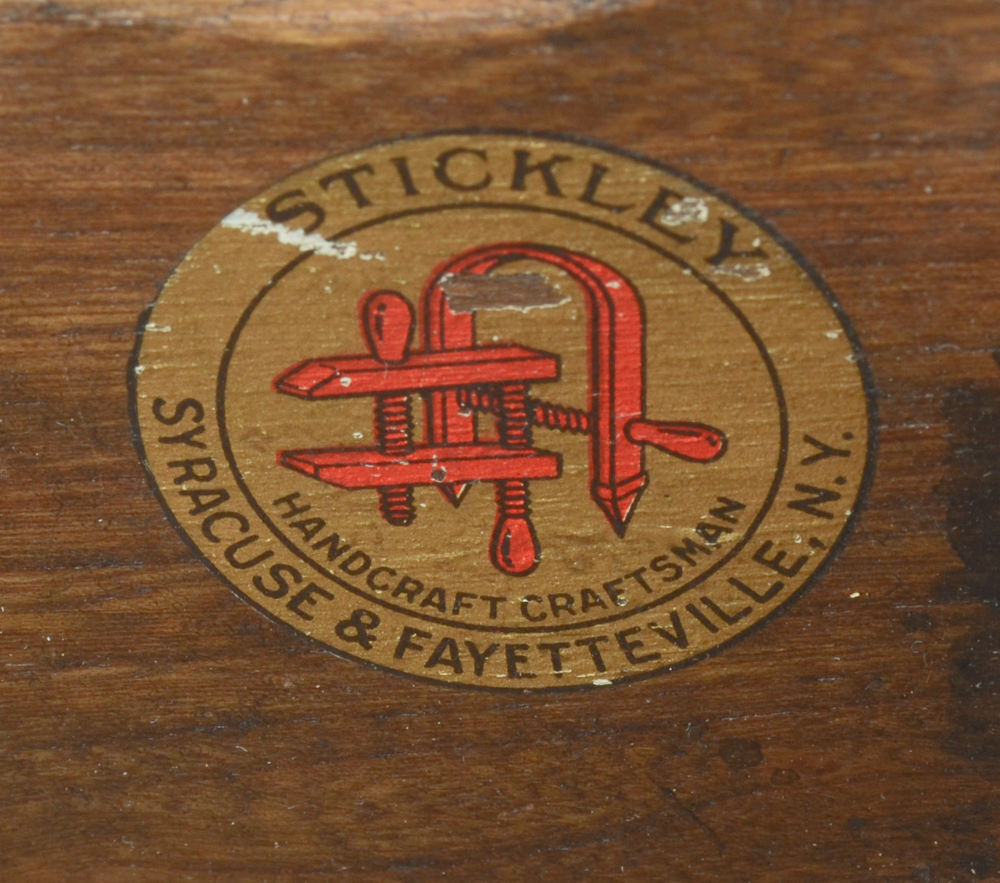 STICKLEY
HANDCRAFT CRAFTSMAN
SYRACUSE & FAYETTEVILLE, N.Y.